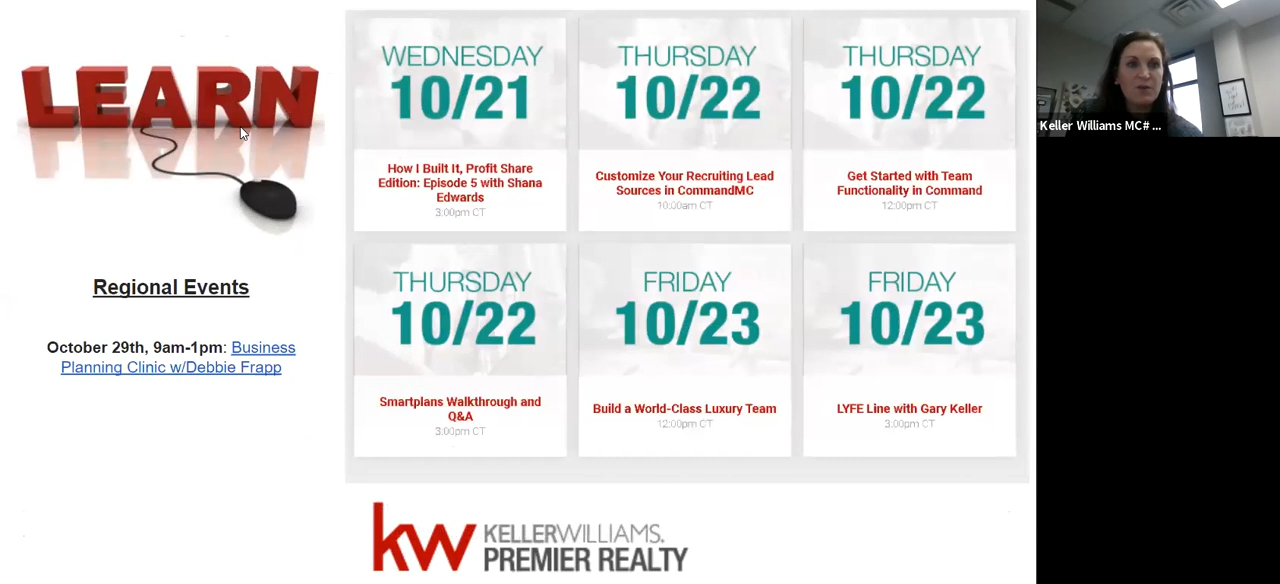 LEARN
Regional Events
October 29th, 9am-1pm: Business
Planning Clinic w/Debbie Frapp
WEDNESDAY
10/21
How I Built It, Profit Share
Edition: Episode 5 with Shana
Edwards
3:00pm CT
THURSDAY
10/22
Customize Your Recruiting Lead
Sources in CommandMC
10:00am CT
THURSDAY
10/22
Get Started with Team
Functionality in Command
12:00pm CT
THURSDAY
10/22
Smartplans Walkthrough and
Q&A
3:00pm CT
FRIDAY
10/23
Build a World-Class Luxury Team
12:00pm CT
FRIDAY
10/23
LYFE Line with Gary Keller
3:00pm CT
kw KELLERWILLIAMS.
PREMIER REALTY
Keller Williams MC# ...